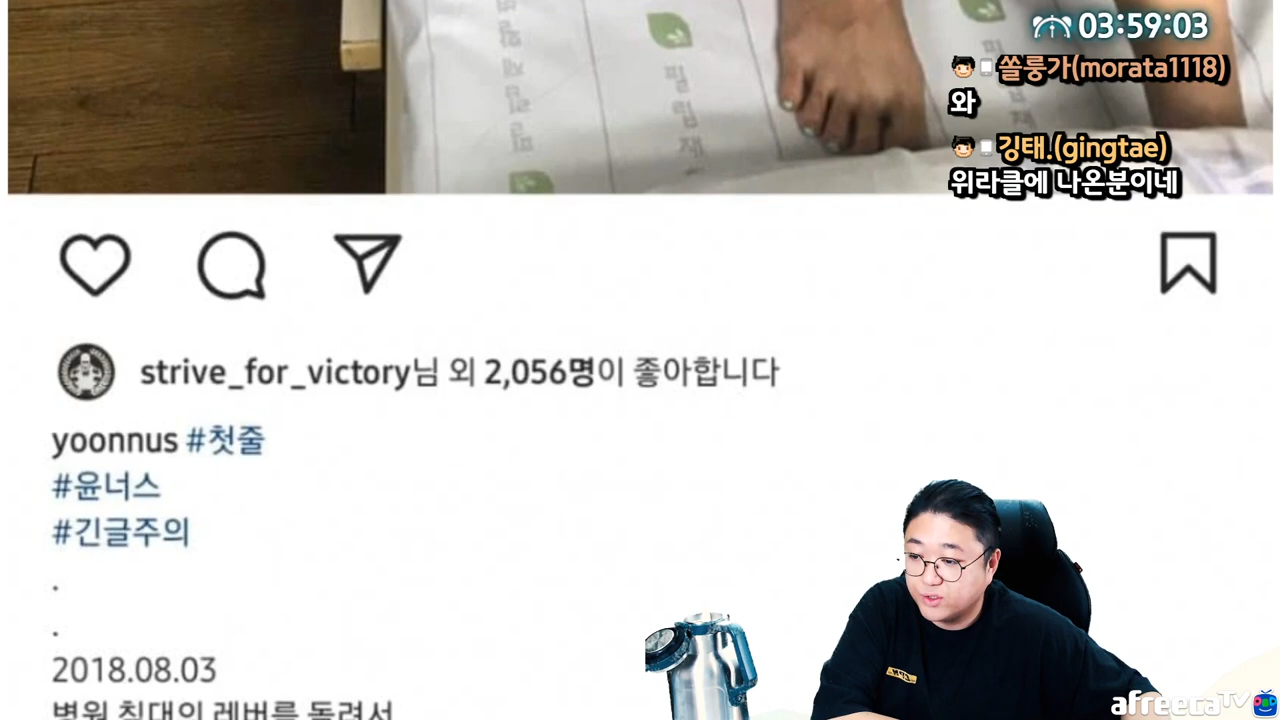 03:59:03
쏠룽가(morata1118)
와
깅태.(gingtae)
위라클에 나온분이네
필립재
strive_for_victory님 외 2,056명이 좋아합니다
yoonnus #첫줄
#윤너스
#긴글주의
.
.
2018.08.03
병원 침대의 레버를 돌려서
afreecaTV